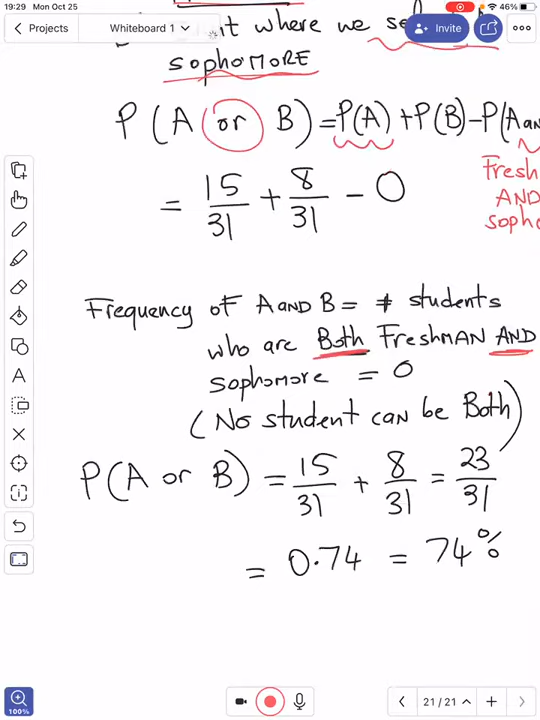 19:29 Mon Oct 25
46%
Projects
Whiteboard 1
Invite
where we
SOPHOMORE
P(A or B) = P(A) + P(B) - P(A and
= 15/31 + 8/31 - 0
Fresh
AND
sopho
Frequency of A AND B = # students
who are Both FreshmAN AND
sophomore = 0
(No student can be Both)
P(A or B) = 15/31 + 8/31 = 23/31
= 0.74 = 74%
100%
21/21